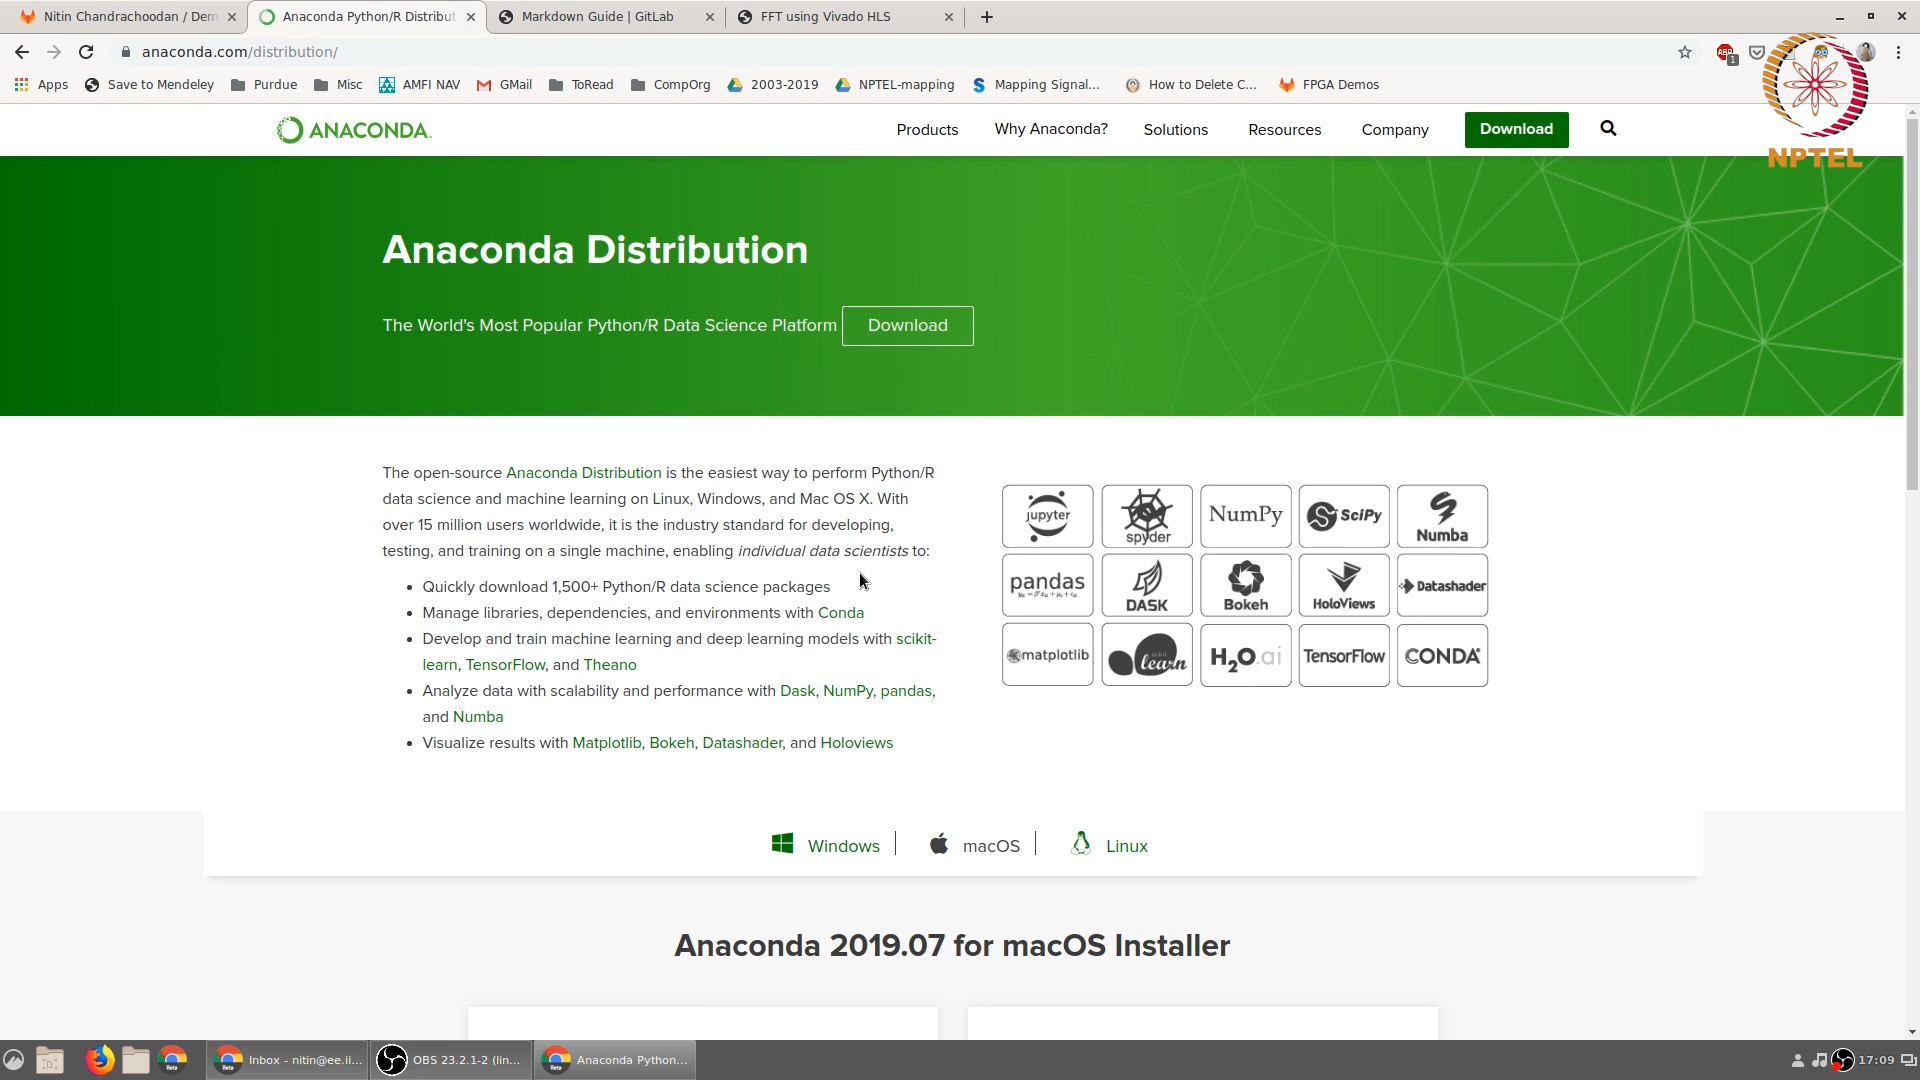 Nitin Chandrachoodan / Dem
Anaconda Python/R Distribut
Markdown Guide | GitLab
FFT using Vivado HLS
anaconda.com/distribution/
ABP
1
Apps
Save to Mendeley
Purdue
Misc
AMFI NAV
GMail
ToRead
CompOrg
2003-2019
NPTEL-mapping
Mapping Signal...
How to Delete C...
FPGA Demos
NPTEL
ANACONDA.
Products
Why Anaconda?
Solutions
Resources
Company
Download
Anaconda Distribution
The World's Most Popular Python/R Data Science Platform
Download
The open-source Anaconda Distribution is the easiest way to perform Python/R
data science and machine learning on Linux, Windows, and Mac OS X. With
over 15 million users worldwide, it is the industry standard for developing,
testing, and training on a single machine, enabling individual data scientists to:
• Quickly download 1,500+ Python/R data science packages
• Manage libraries, dependencies, and environments with Conda
• Develop and train machine learning and deep learning models with scikit-
learn, TensorFlow, and Theano
• Analyze data with scalability and performance with Dask, NumPy, pandas,
and Numba
• Visualize results with Matplotlib, Bokeh, Datashader, and Holoviews
jupyter
spyder
NumPy
SciPy
Numba
pandas
DASK
Bokeh
HoloViews
Datashader
matplotlib
scikit
learn
H2O.ai
TensorFlow
CONDA
Windows
macOS
Linux
Anaconda 2019.07 for macOS Installer
Beta
Beta
Inbox - nitin@ee.ii...
OBS 23.2.1-2 (lin...
Beta
Anaconda Python...
17:09